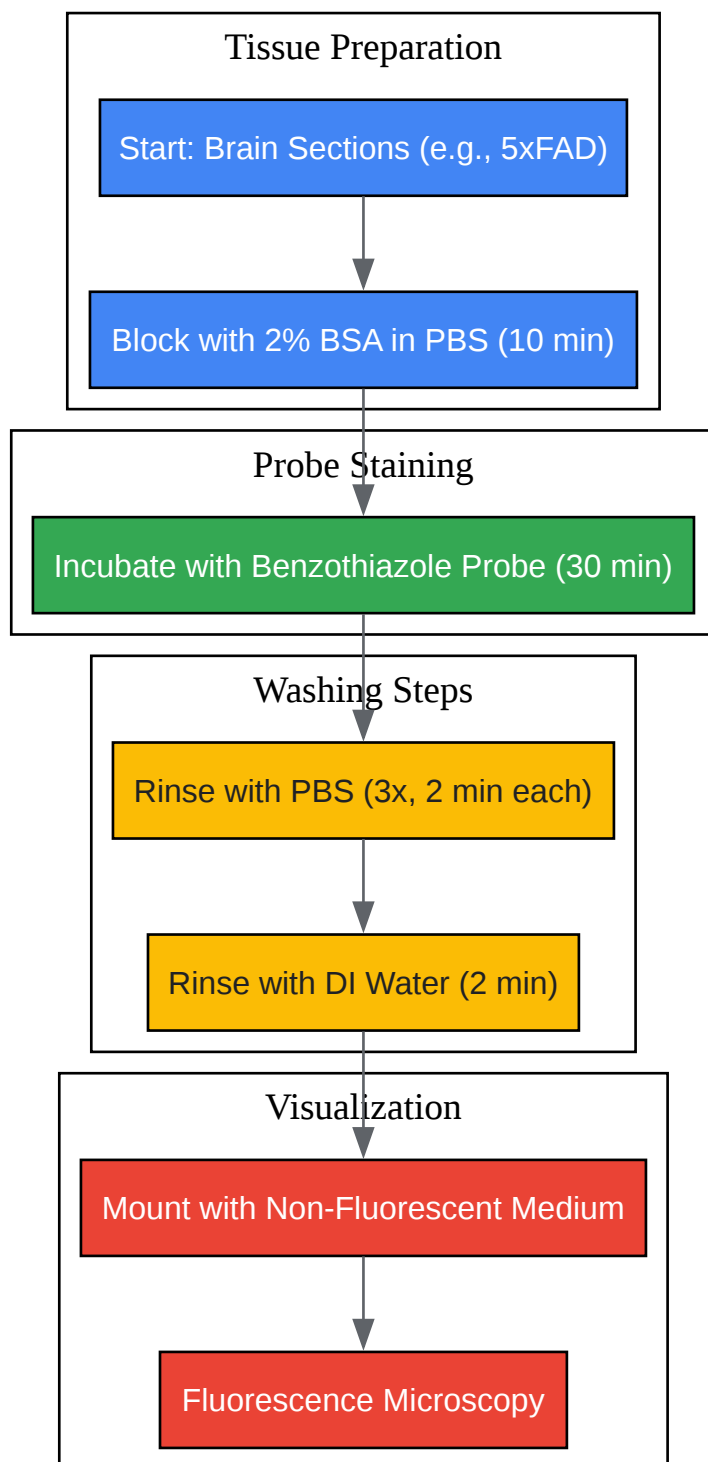 Tissue Preparation
Start: Brain Sections (e.g., 5xFAD)
Block with 2% BSA in PBS (10 min)
Probe Staining
Incubate with Benzothiazole Probe (30 min)
Washing Steps
Rinse with PBS (3x, 2 min each)
Rinse with DI Water (2 min)
Visualization
Mount with Non-Fluorescent Medium
Fluorescence Microscopy